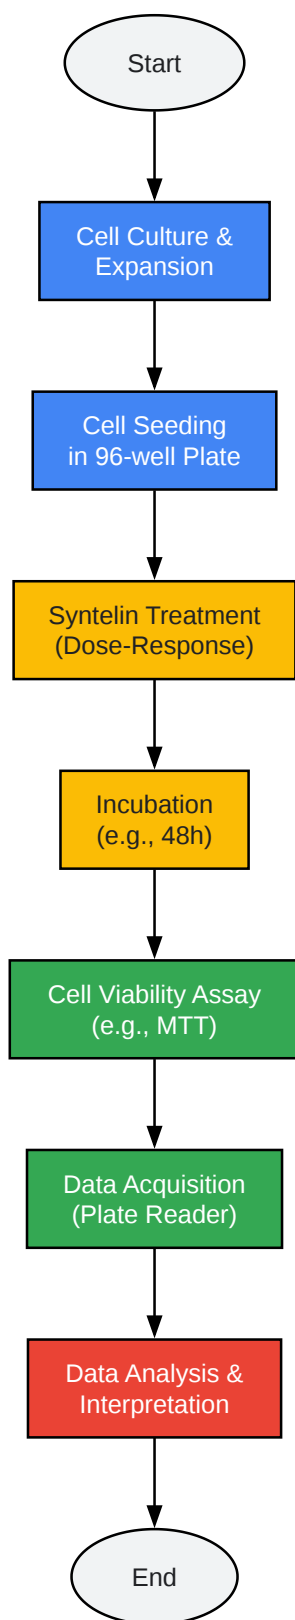 Start
Cell Culture &
Expansion
Cell Seeding
in 96-well Plate
Syntelin Treatment
(Dose-Response)
Incubation
(e.g., 48h)
Cell Viability Assay
(e.g., MTT)
Data Acquisition
(Plate Reader)
Data Analysis &
Interpretation
End